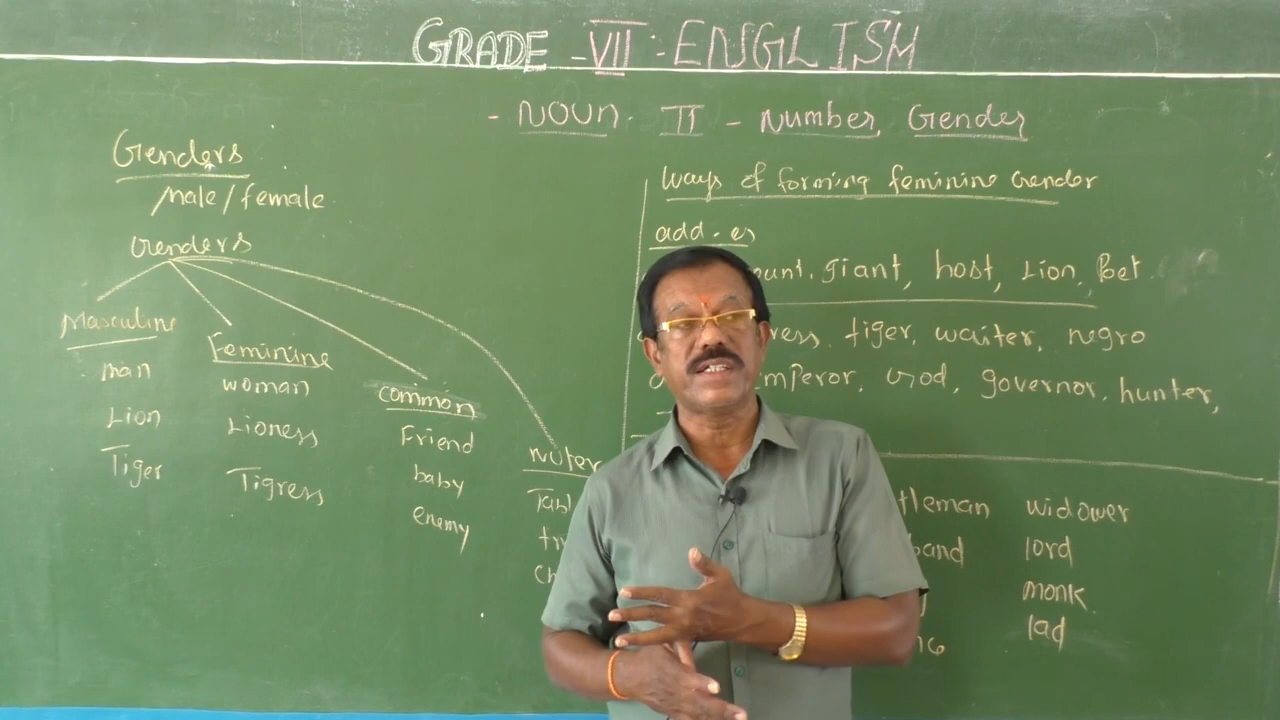 GRADE - VII - ENGLISH
- NOUN. II - Number, Gender
Genders
Male/female
Genders
Masculine
man
Lion
Tiger
Feminine
woman
Lioness
Tigress
common
Friend
baby
enemy
Nuter
Ways of forming feminine Gender
add - es
giant, host, Lion, Poet
tiger, waiter, negro
God, governor, hunter,
widower
lord
monk
lad